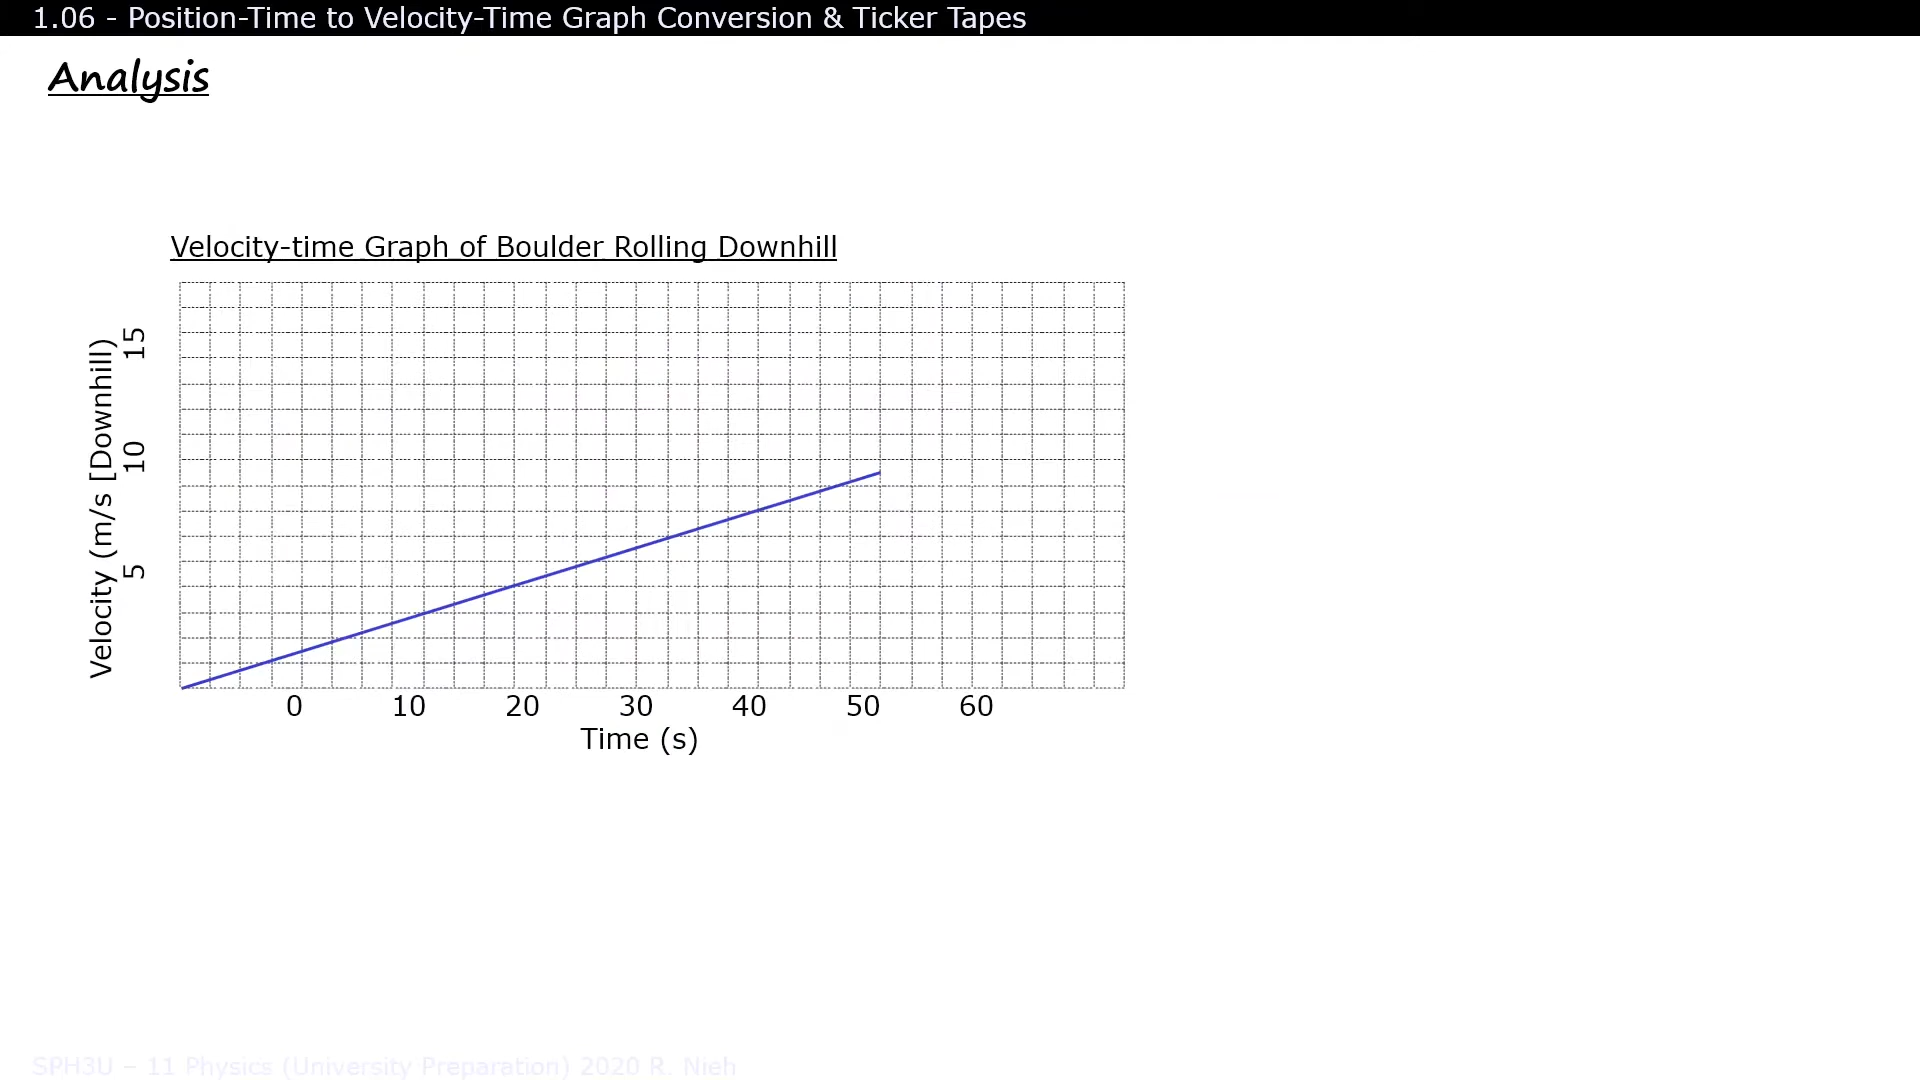 1.06 - Position-Time to Velocity-Time Graph Conversion & Ticker Tapes
Analysis
Velocity-time Graph of Boulder Rolling Downhill
Velocity (m/s [Downhill)
15
10
5
0 10 20 30 40 50 60
Time (s)
SPH3U – 11 Physics (University Preparation) 2020 R. Nieh